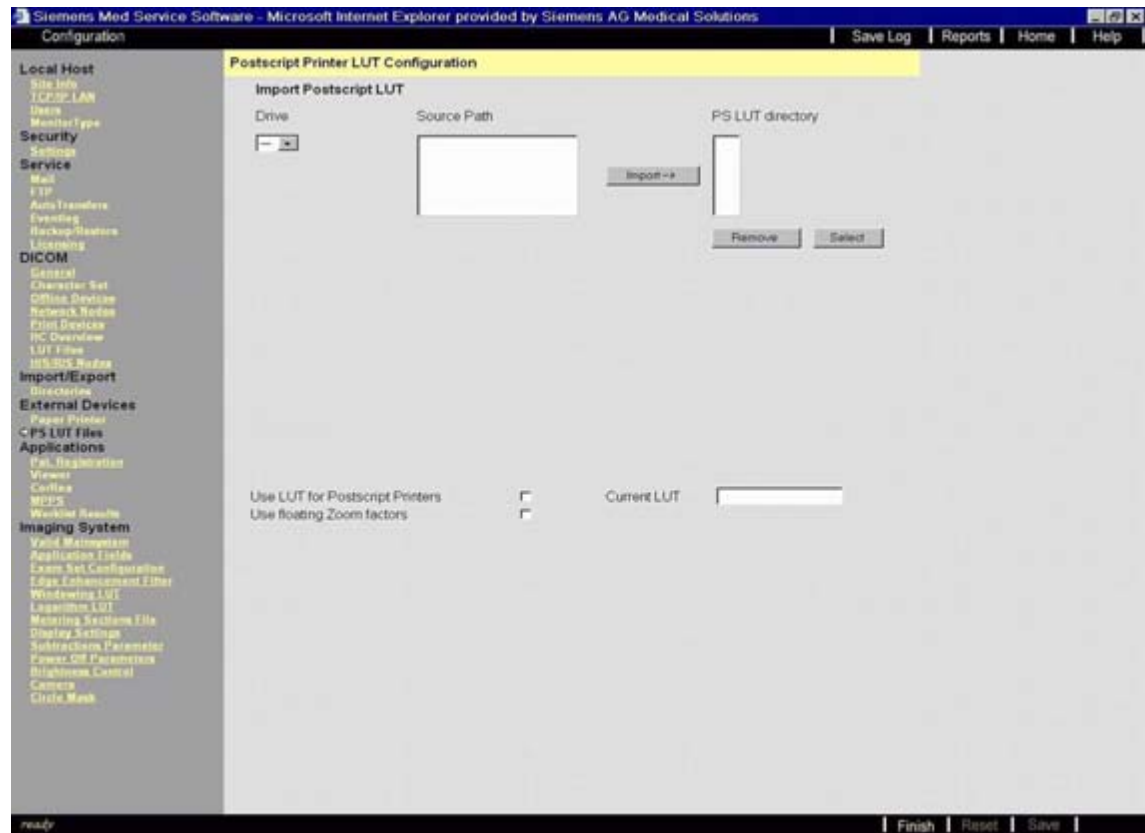 Siemens Med Service Software - Microsoft Internet Explorer provided by Siemens AG Medical Solutions
Configuration
Save Log
Reports
Home
Help
Local Host
Site Info
TCP/IP LAN
Users
MonitorType
Security
Settings
Service
Mail
FTP
AutoTransfers
Eventlog
Backup/Restore
Licensing
DICOM
General
Character Set
Offline Devices
Network Nodes
Print Devices
HC Overview
LUT Files
HIS/RIS Nodes
Import/Export
Directories
External Devices
Paper Printer
PS LUT Files
Applications
Pat. Registration
Viewer
MPPS
Worklist Results
Imaging System
Valid Mainsystem
Application Fields
Exam Set Configuration
Edge Enhancement Filter
Windowing LUT
Logarithm LUT
Metering Sections File
Display Settings
Subtractions Parameter
Power Off Parameters
Brightness Control
Camera
Circle Mask
Postscript Printer LUT Configuration
Import Postscript LUT
Drive
Source Path
PS LUT directory
---
Import-->
Remove
Select
Use LUT for Postscript Printers
Current LUT
Use floating Zoom factors
ready
Finish
Reset
Save